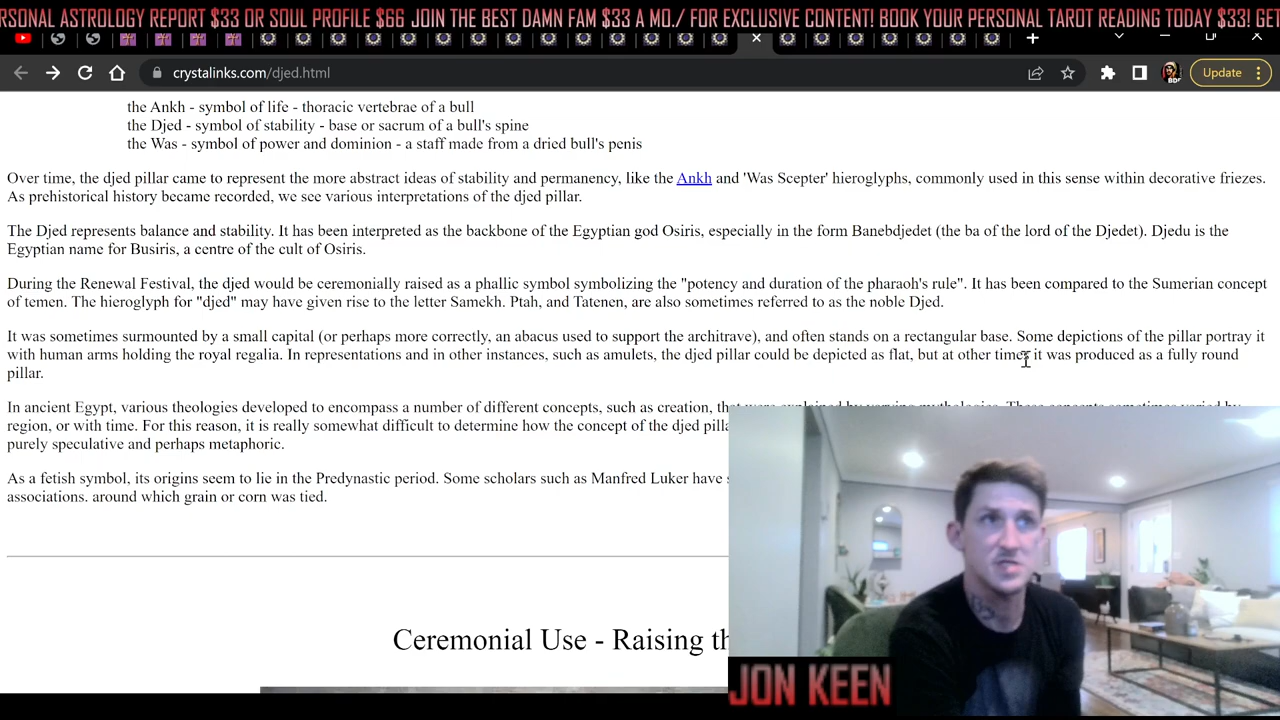 RSONAL ASTROLOGY REPORT $33 OR SOUL PROFILE $66 JOIN THE BEST DAMN FAM $33 A MO./ FOR EXCLUSIVE CONTENT! BOOK YOUR PERSONAL TAROT READING TODAY $33! GET
crystalinks.com/djed.html
Update
the Ankh - symbol of life - thoracic vertebrae of a bull
the Djed - symbol of stability - base or sacrum of a bull's spine
the Was - symbol of power and dominion - a staff made from a dried bull's penis
Over time, the djed pillar came to represent the more abstract ideas of stability and permanency, like the Ankh and 'Was Scepter' hieroglyphs, commonly used in this sense within decorative friezes.
As prehistorical history became recorded, we see various interpretations of the djed pillar.
The Djed represents balance and stability. It has been interpreted as the backbone of the Egyptian god Osiris, especially in the form Banebdjedet (the ba of the lord of the Djedet). Djedu is the
Egyptian name for Busiris, a centre of the cult of Osiris.
During the Renewal Festival, the djed would be ceremonially raised as a phallic symbol symbolizing the "potency and duration of the pharaoh's rule". It has been compared to the Sumerian concept
of temen. The hieroglyph for "djed" may have given rise to the letter Samekh. Ptah, and Tatenen, are also sometimes referred to as the noble Djed.
It was sometimes surmounted by a small capital (or perhaps more correctly, an abacus used to support the architrave), and often stands on a rectangular base. Some depictions of the pillar portray it
with human arms holding the royal regalia. In representations and in other instances, such as amulets, the djed pillar could be depicted as flat, but at other times it was produced as a fully round
pillar.
In ancient Egypt, various theologies developed to encompass a number of different concepts, such as creation, that were explained by varying mythologies. These concepts sometimes varied by
region, or with time. For this reason, it is really somewhat difficult to determine how the concept of the djed pilla
purely speculative and perhaps metaphoric.
As a fetish symbol, its origins seem to lie in the Predynastic period. Some scholars such as Manfred Luker have s
associations. around which grain or corn was tied.
Ceremonial Use - Raising th
JON KEEN